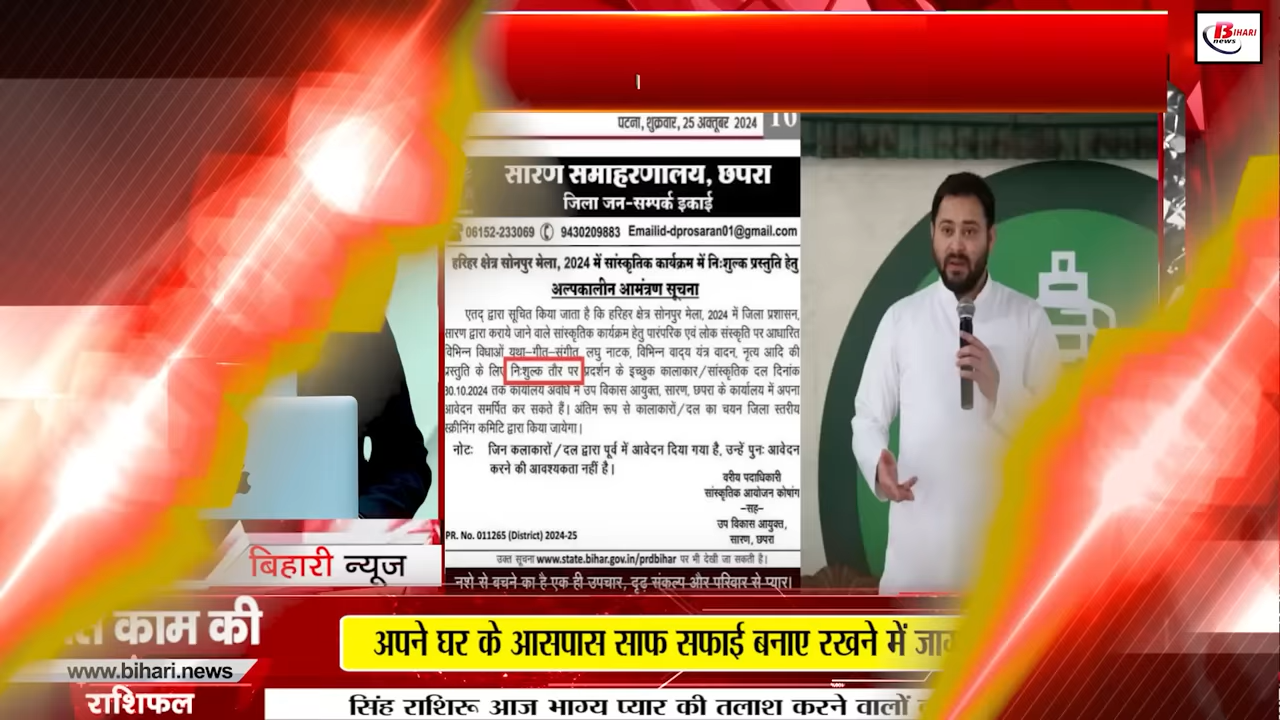 BIHARI
news
पटना, शुक्रवार, 25 अक्तूबर 2024 10
सारण समाहरणालय, छपरा
जिला जन-सम्पर्क इकाई
06152-233069 9430209883 Emailid-dprosaran01@gmail.com
हरिहर क्षेत्र सोनपुर मेला, 2024 में सांस्कृतिक कार्यक्रम में निःशुल्क प्रस्तुति हेतु
अल्पकालीन आमंत्रण सूचना
एतद् द्वारा सूचित किया जाता है कि हरिहर क्षेत्र सोनपुर मेला, 2024 में जिला प्रशासन,
सारण द्वारा कराये जाने वाले सांस्कृतिक कार्यक्रम हेतु पारंपरिक एवं लोक संस्कृति पर आधारित
विभिन्न विधाओं यथा–गीत–संगीत, लघु नाटक, विभिन्न वाद्य यंत्र वादन, नृत्य आदि की
प्रस्तुति के लिए निःशुल्क तौर पर प्रदर्शन के इच्छुक कालाकार/सांस्कृतिक दल दिनांक
30.10.2024 तक कार्यालय अवधि में उप विकास आयुक्त, सारण, छपरा के कार्यालय में अपना
आवेदन समर्पित कर सकते हैं। अंतिम रूप से कालाकारों/दल का चयन जिला स्तरीय
स्क्रीनिंग कमिटि द्वारा किया जायेगा।
नोटः जिन कलाकारों/दल द्वारा पूर्व में आवेदन दिया गया है, उन्हें पुनः आवेदन
करने की आवश्यकता नहीं है।
वरीय पदाधिकारी
सांस्कृतिक आयोजन कोषांग
–सह–
उप विकास आयुक्त,
सारण, छपरा
PR. No. 011265 (District) 2024-25
उक्त सूचना www.state.bihar.gov.in/prdbihar पर भी देखी जा सकती है।
नशे से बचने का है एक ही उपचार, दृढ़ संकल्प और परिवार से प्यार।
बिहारी न्यूज
काम की
अपने घर के आसपास साफ सफाई बनाए रखने में
www.bihari.news
राशिफल
सिंह राशिरू आज भाग्य प्यार की तलाश करने वालों